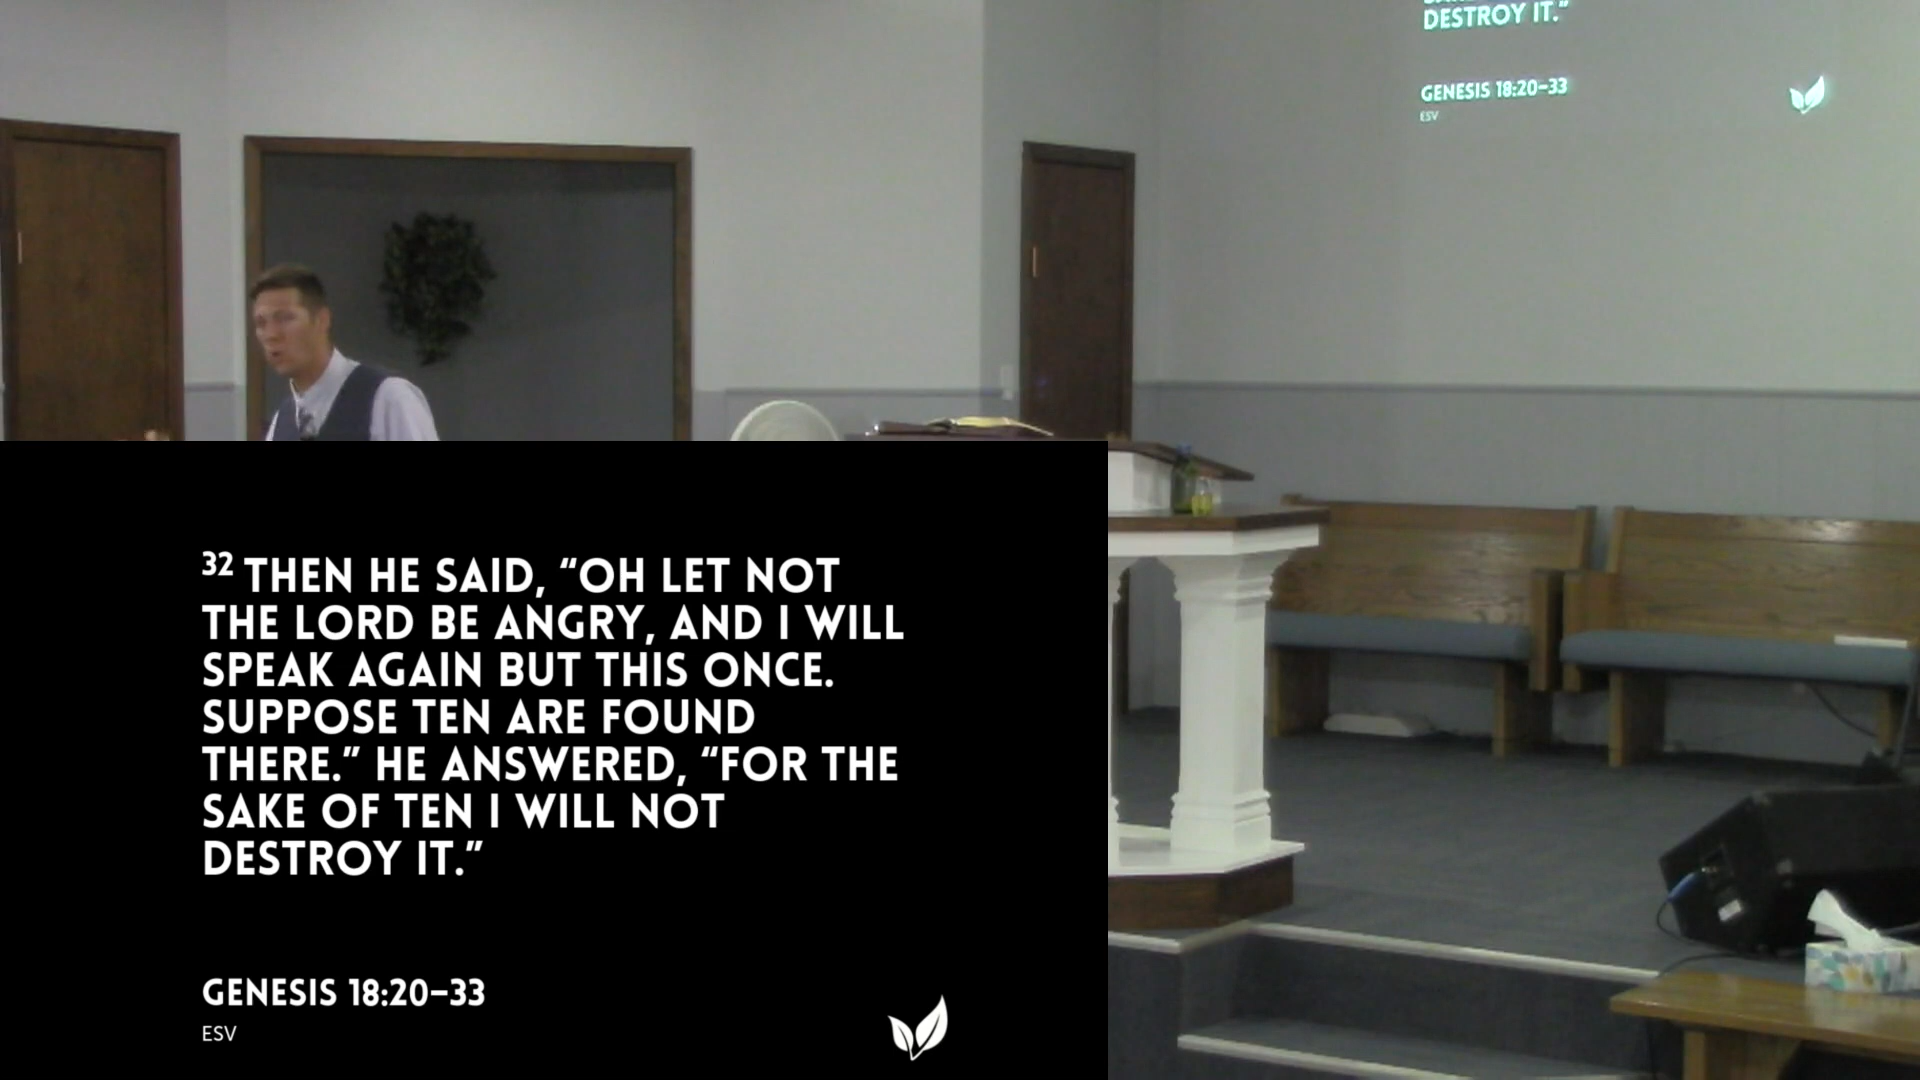 DESTROY IT.”
GENESIS 18:20–33
ESV
32 THEN HE SAID, “OH LET NOT
THE LORD BE ANGRY, AND I WILL
SPEAK AGAIN BUT THIS ONCE.
SUPPOSE TEN ARE FOUND
THERE.” HE ANSWERED, “FOR THE
SAKE OF TEN I WILL NOT
DESTROY IT.”
GENESIS 18:20–33
ESV